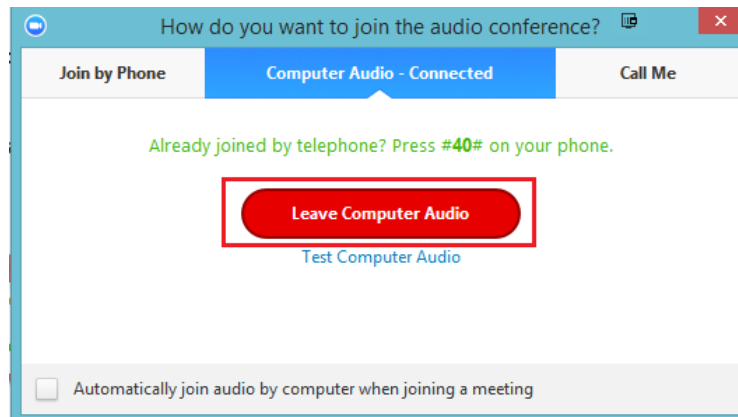 How do you want to join the audio conference?
Join by Phone
Computer Audio - Connected
Call Me
Already joined by telephone? Press #40# on your phone.
Leave Computer Audio
Test Computer Audio
Automatically join audio by computer when joining a meeting